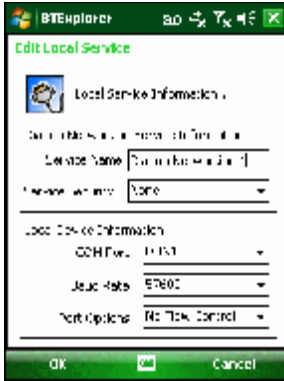 BTExplorer
Edit Local Service
Local Service Information
Service Name
Service Security None
Local Device Information
COM Port
Baud Rate 57600
Port Options No Flow Control
OK Cancel